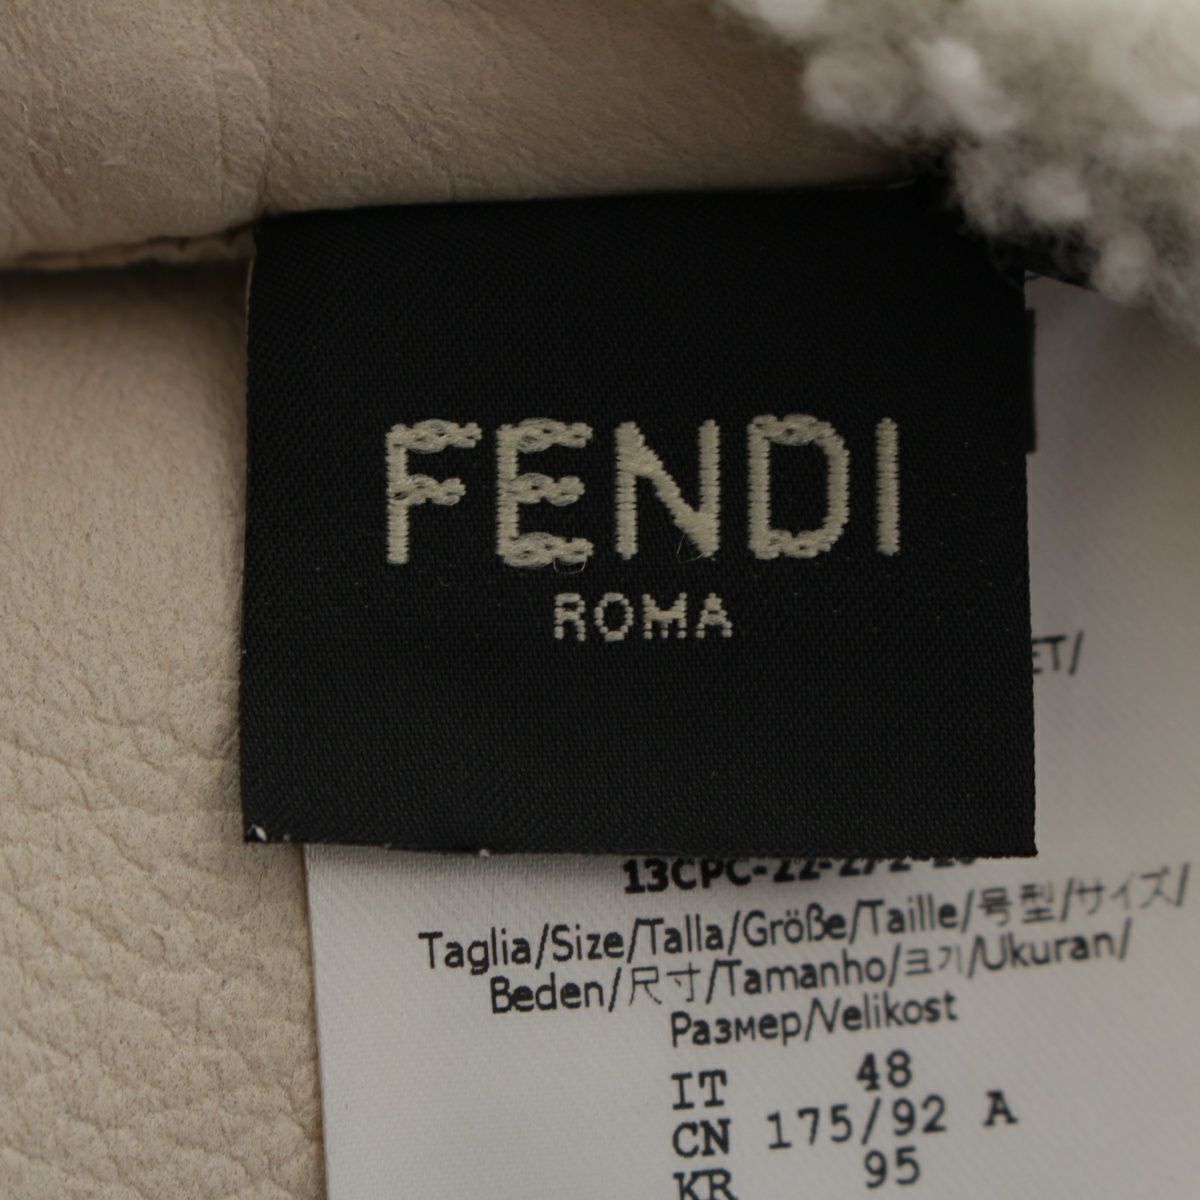 FENDI
ROMA
ET/
Taglia/Size/Talla/Größe/Taille/号型/サイズ/
Beden/尺寸/Tamanho/크기/Ukuran/
Размер/Velikost
IT 48
CN 175/92 A
KR 95